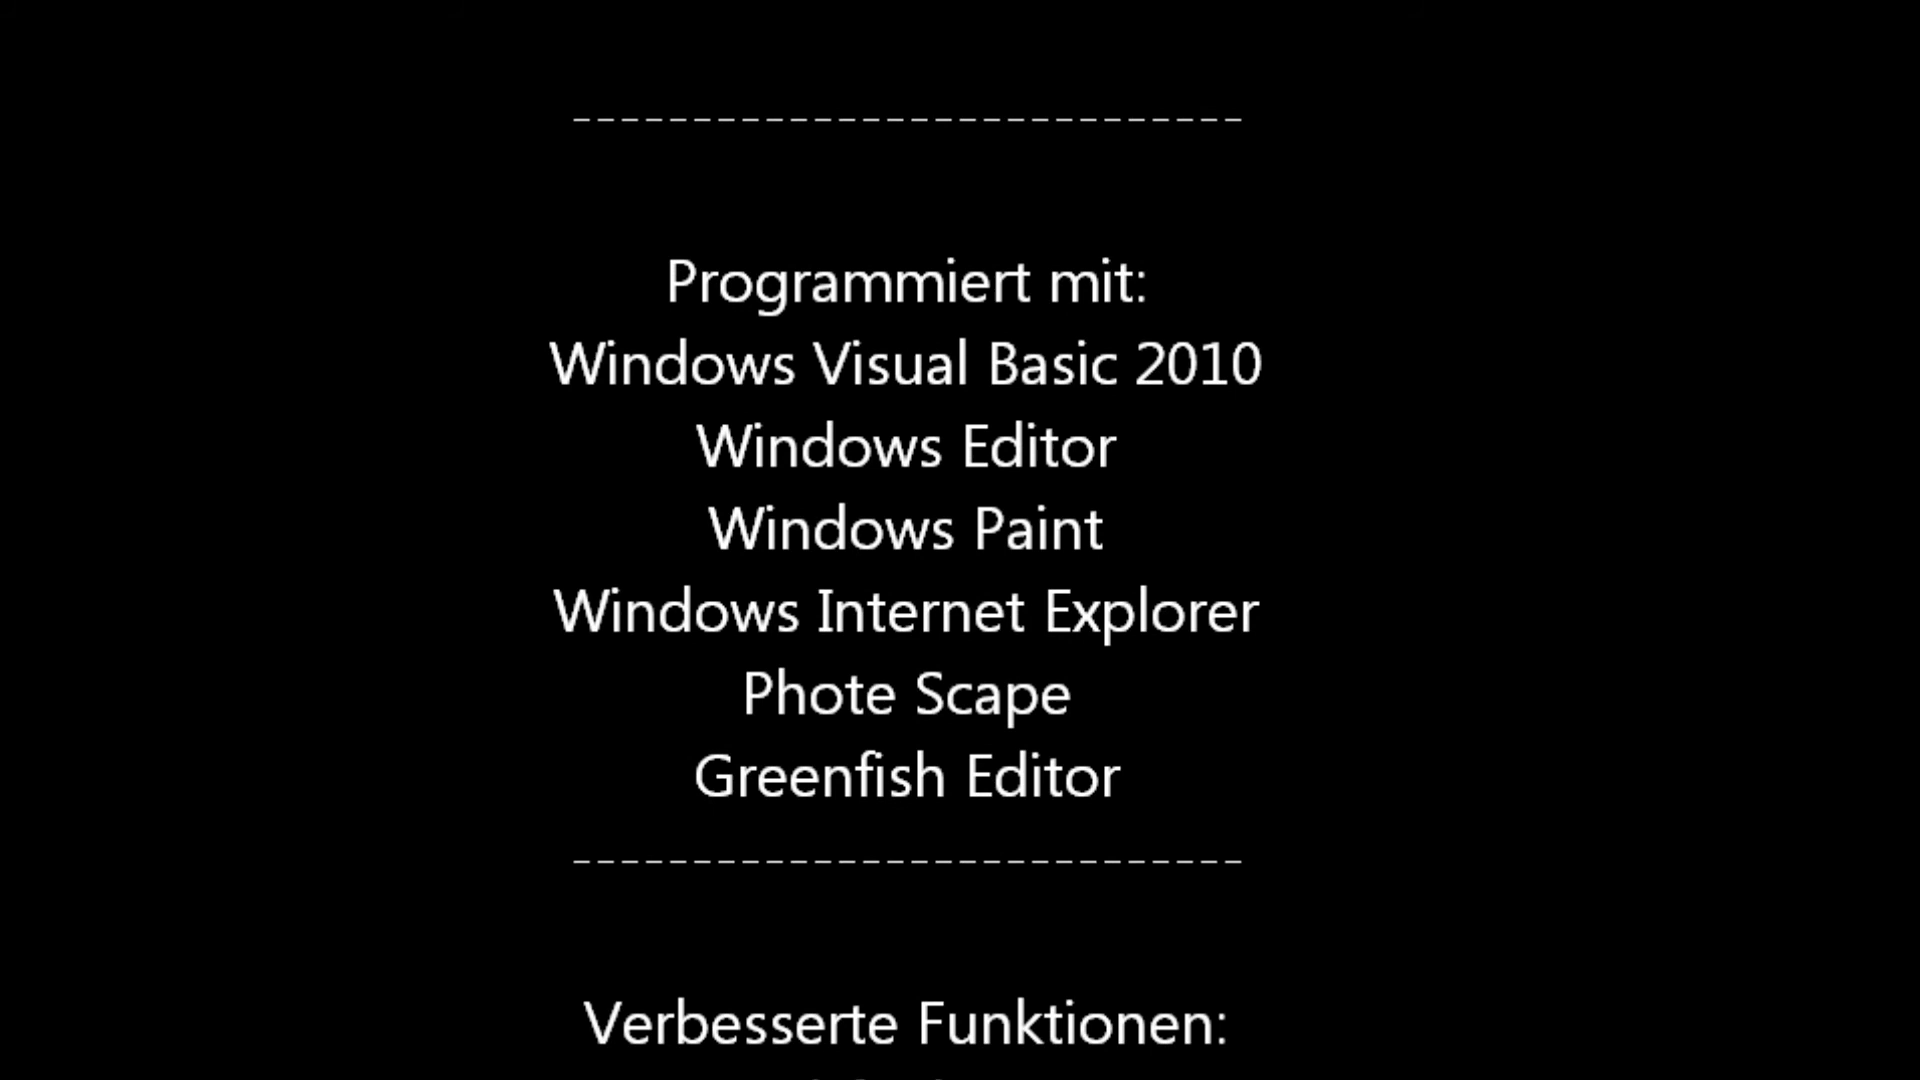 ----------------------------
Programmiert mit:
Windows Visual Basic 2010
Windows Editor
Windows Paint
Windows Internet Explorer
Phote Scape
Greenfish Editor
----------------------------
Verbesserte Funktionen: